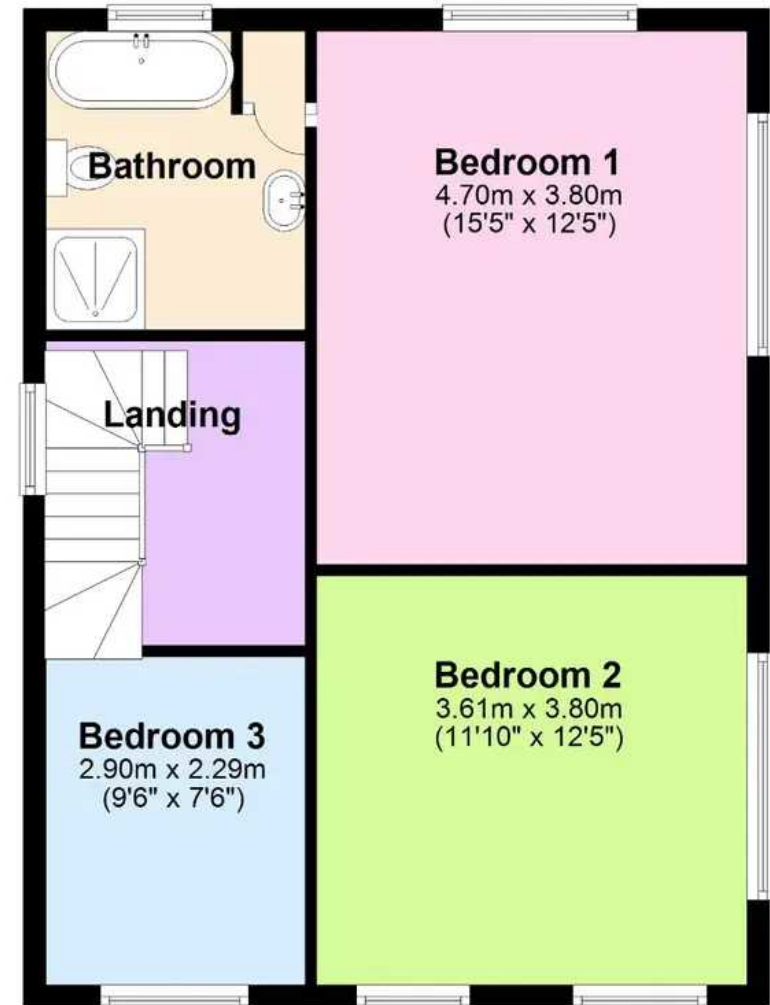 Bathroom
Bedroom 1
4.70m x 3.80m
(15'5" x 12'5")
Landing
Bedroom 2
3.61m x 3.80m
(11'10" x 12'5")
Bedroom 3
2.90m x 2.29m
(9'6" x 7'6")